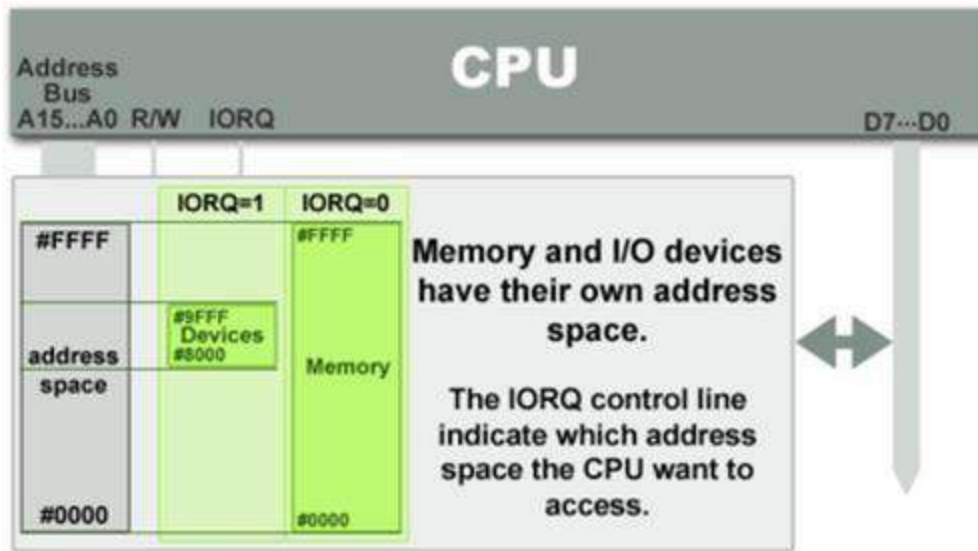 CPU
Address
Bus
A15...A0 R/W IORQ
D7...D0
IORQ=1 IORQ=0
#FFFF
address
space
#0000
#9FFF
Devices
#8000
#FFFF
Memory
#0000
Memory and I/O devices
have their own address
space.
The IORQ control line
indicate which address
space the CPU want to
access.